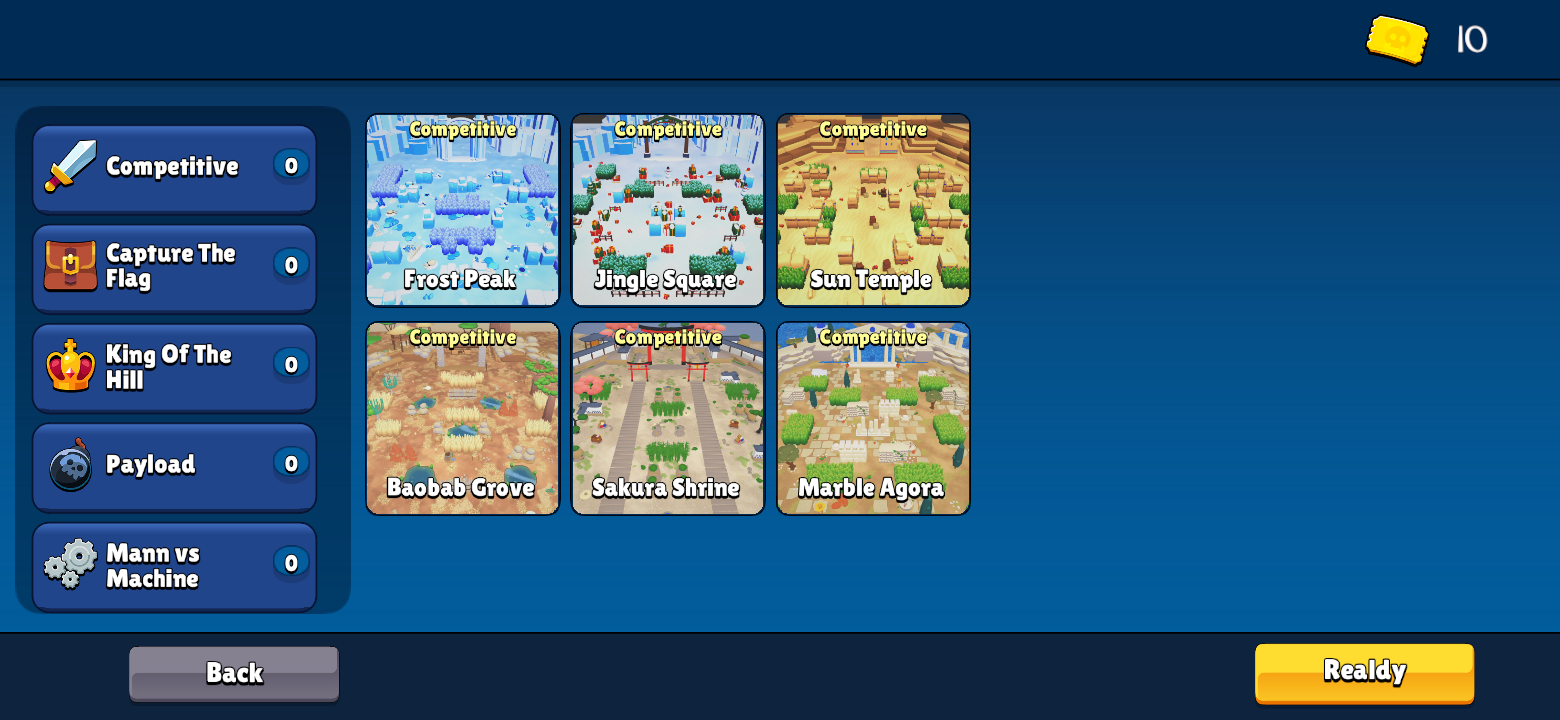 10
Competitive 0
Capture The
Flag 0
King Of The
Hill 0
Payload 0
Mann vs
Machine 0
Competitive
Frost Peak
Competitive
Jingle Square
Competitive
Sun Temple
Competitive
Baobab Grove
Competitive
Sakura Shrine
Competitive
Marble Agora
Back
Realdy